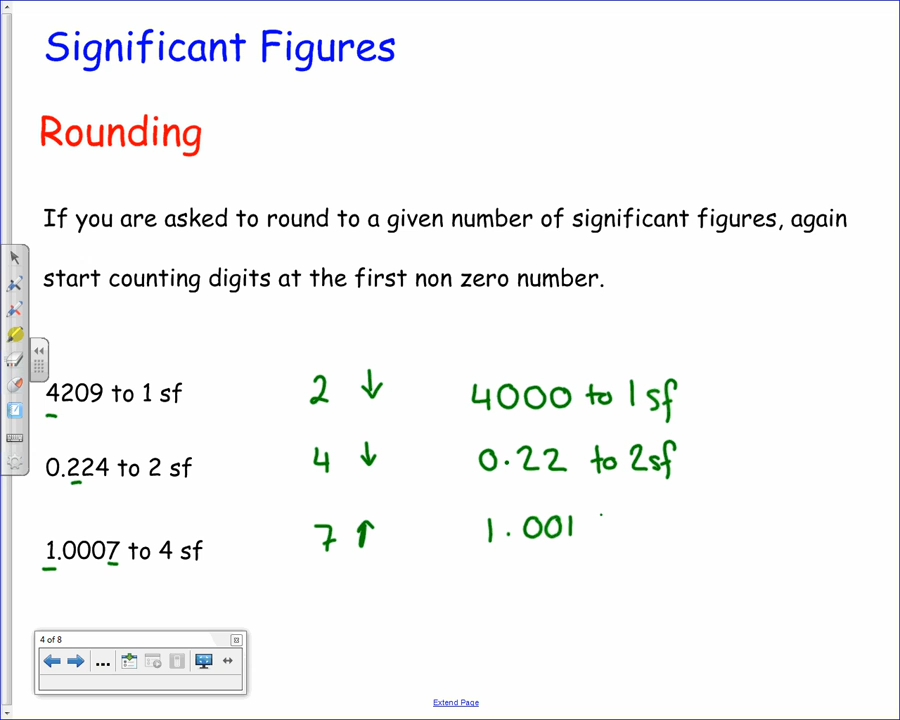 Significant Figures
Rounding
If you are asked to round to a given number of significant figures, again
start counting digits at the first non zero number.
4209 to 1 sf 2 ↓ 4000 to 1 sf
0.224 to 2 sf 4 ↓ 0.22 to 2sf
1.0007 to 4 sf 7 ↑ 1.001
4 of 8
Extend Page